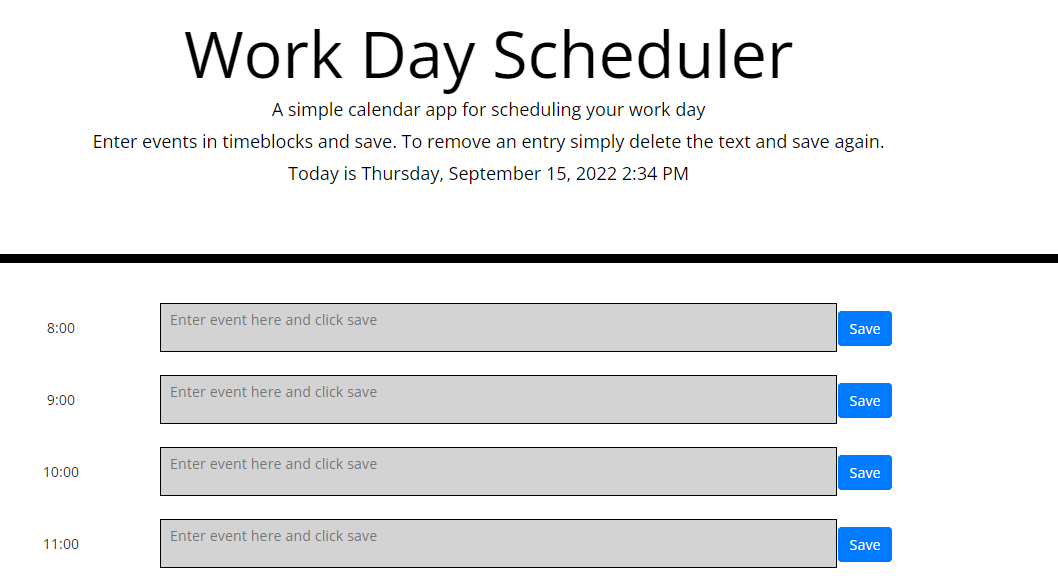 Work Day Scheduler
A simple calendar app for scheduling your work day
Enter events in timeblocks and save. To remove an entry simply delete the text and save again.
Today is Thursday, September 15, 2022 2:34 PM
8:00 Enter event here and click save Save
9:00 Enter event here and click save Save
10:00 Enter event here and click save Save
11:00 Enter event here and click save Save